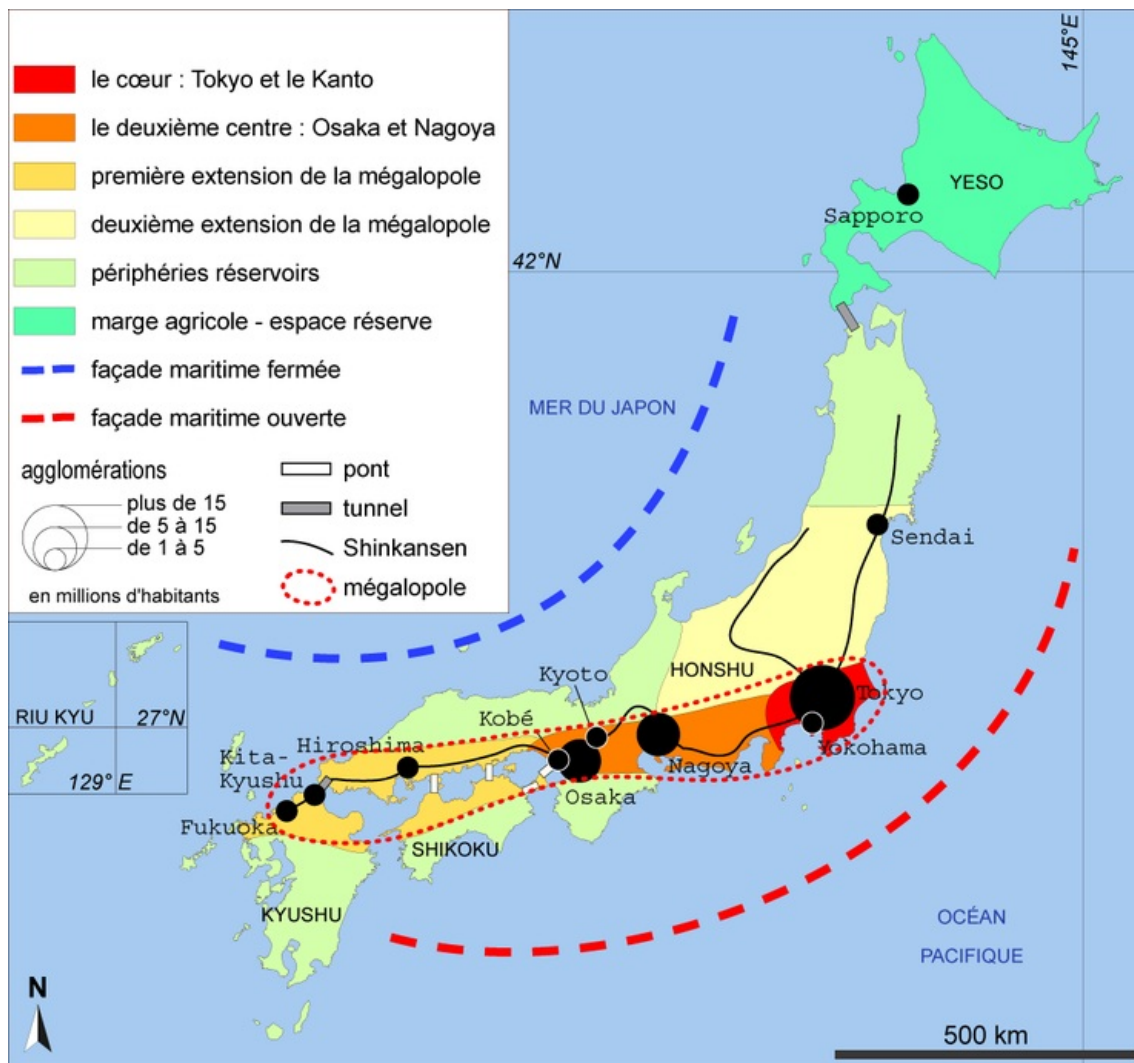 le cœur : Tokyo et le Kanto
le deuxième centre : Osaka et Nagoya
première extension de la mégalopole
deuxième extension de la mégalopole
périphéries réservoirs
marge agricole - espace réserve
façade maritime fermée
façade maritime ouverte
agglomérations
plus de 15
de 5 à 15
de 1 à 5
en millions d'habitants
pont
tunnel
Shinkansen
mégalopole
145°E
YESO
Sapporo
42°N
MER DU JAPON
Sendai
HONSHU
Kyoto
Tokyo
RIU KYU
27°N
129° E
Kobé
Hiroshima
Kita-
Kyushu
Yokohama
Nagoya
Osaka
Fukuoka
SHIKOKU
KYUSHU
OCÉAN
PACIFIQUE
N
500 km